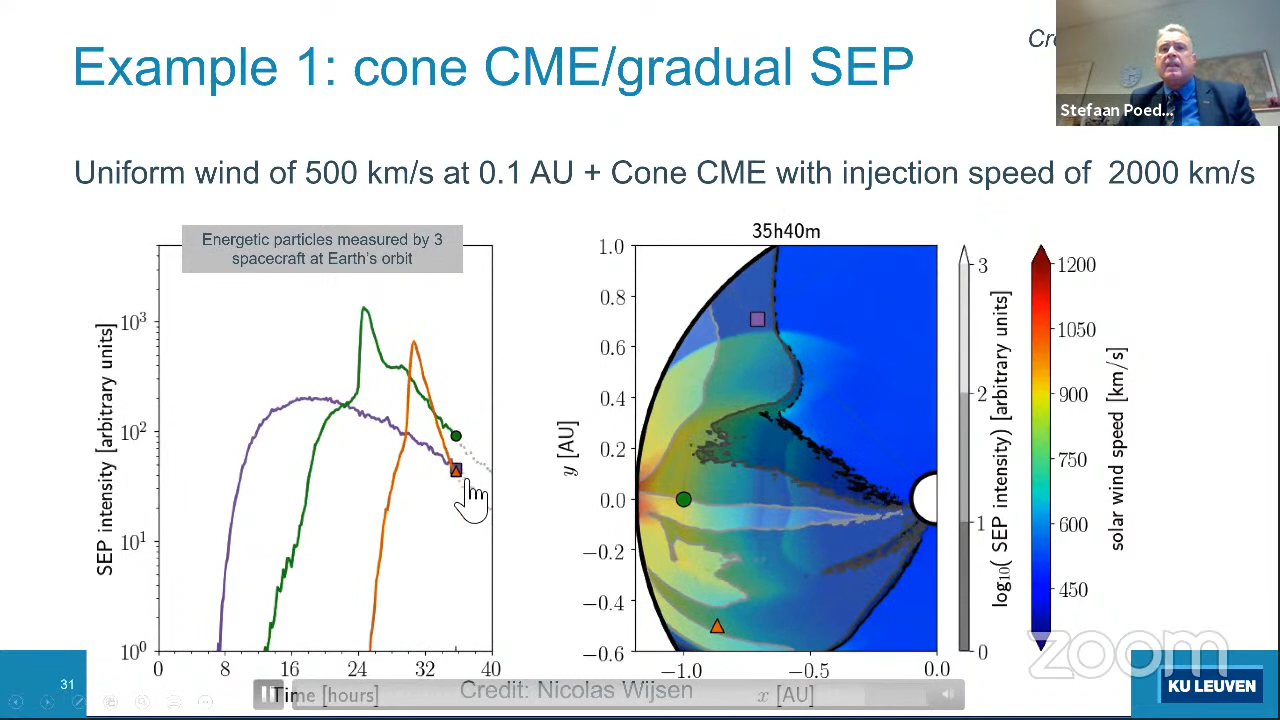 Example 1: cone CME/gradual SEP
Stefaan Poed...
Uniform wind of 500 km/s at 0.1 AU + Cone CME with injection speed of 2000 km/s
Energetic particles measured by 3
spacecraft at Earth's orbit
SEP intensity [arbitrary units]
10³
10²
10¹
10⁰
0 8 16 24 32 40
Time [hours]
35h40m
y [AU]
1.0
0.8
0.6
0.4
0.2
0.0
−0.2
−0.4
−0.6
−1.0 −0.5 0.0
x [AU]
3
2
1
0
log₁₀( SEP intensity) [arbitrary units]
1200
1050
900
750
600
450
solar wind speed [km/s]
Credit: Nicolas Wijsen
31
zoom
KU LEUVEN